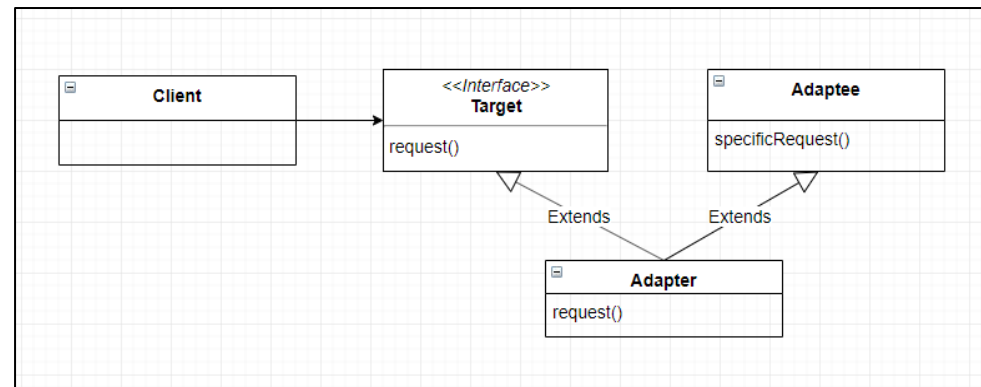 Client
<<Interface>>
Target
request()
Adaptee
specificRequest()
Extends
Extends
Adapter
request()